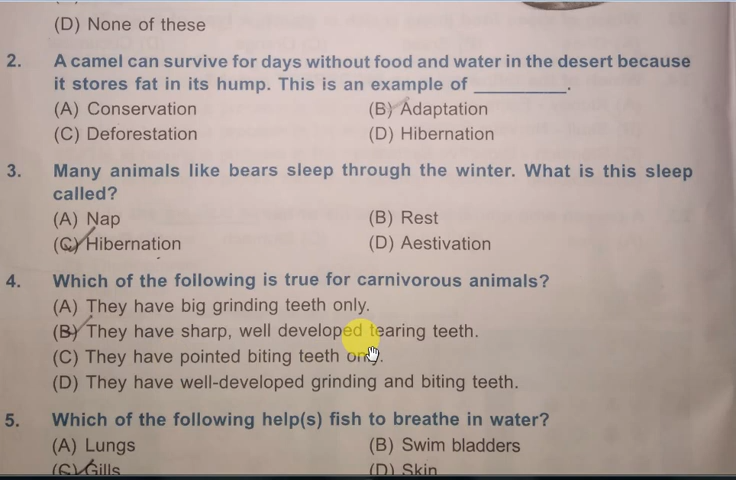 (D) None of these
2. A camel can survive for days without food and water in the desert because
it stores fat in its hump. This is an example of ________.
(A) Conservation (B) Adaptation
(C) Deforestation (D) Hibernation
3. Many animals like bears sleep through the winter. What is this sleep
called?
(A) Nap (B) Rest
(C) Hibernation (D) Aestivation
4. Which of the following is true for carnivorous animals?
(A) They have big grinding teeth only.
(B) They have sharp, well developed tearing teeth.
(C) They have pointed biting teeth only.
(D) They have well-developed grinding and biting teeth.
5. Which of the following help(s) fish to breathe in water?
(A) Lungs (B) Swim bladders
(C) Gills (D) Skin